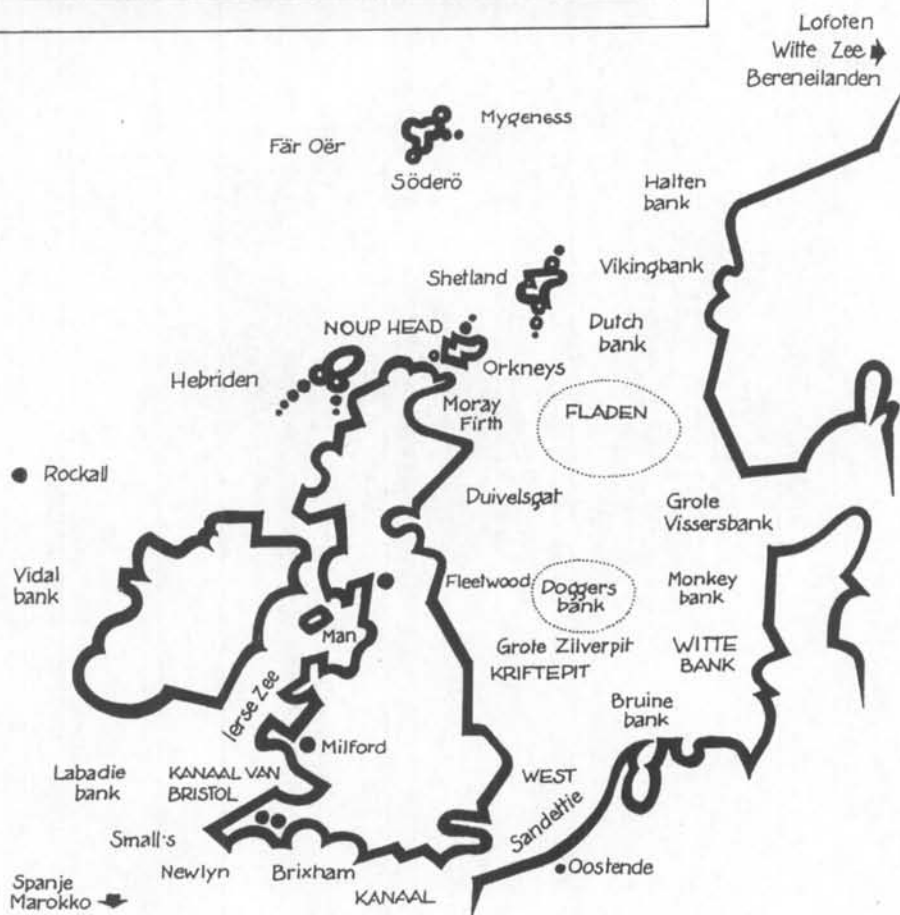 Lofoten
Witte Zee
Bereneilanden
Mygeness
Fär Oër
Söderö
Halten
bank
Shetland
Vikingbank
NOUP HEAD
Dutch
bank
Orkneys
Hebriden
Moray
Firth
FLADEN
Rockall
Duivelsgat
Grote
Vissersbank
Vidal
bank
Fleetwood
Doggers
bank
Monkey
bank
Man
Grote Zilverpit
KRIFTEPIT
WITTE
BANK
Ierse Zee
Bruine
bank
Milford
Labadie
bank
KANAAL VAN
BRISTOL
WEST
Sandettie
Small's
Newlyn
Brixham
Oostende
Spanje
Marokko
KANAAL